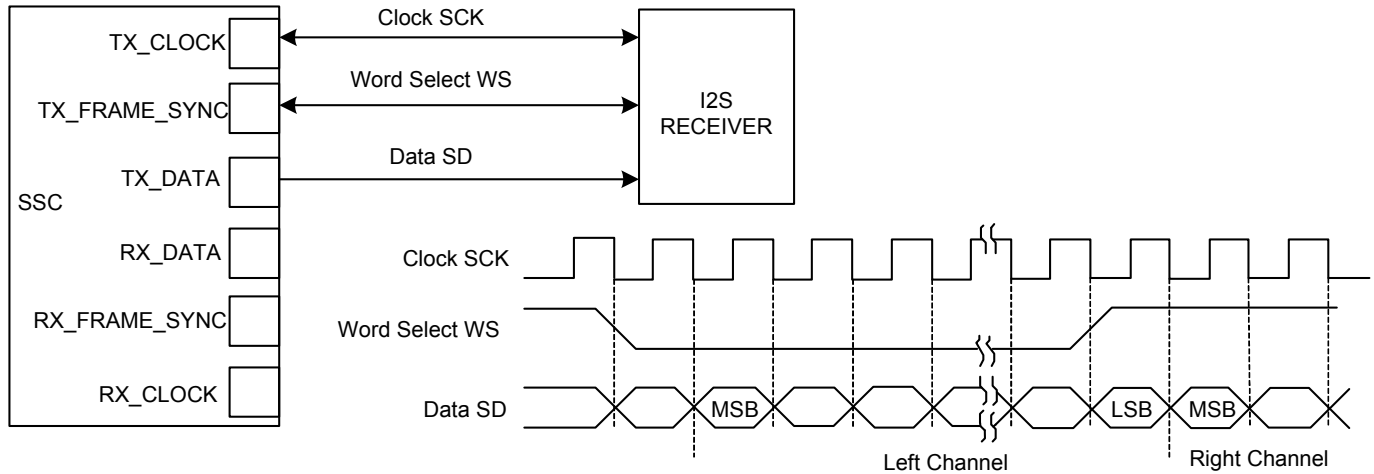 Clock SCK
TX_CLOCK
Word Select WS
TX_FRAME_SYNC
I2S
RECEIVER
Data SD
TX_DATA
SSC
RX_DATA
Clock SCK
RX_FRAME_SYNC
Word Select WS
RX_CLOCK
Data SD
MSB
LSB
MSB
Left Channel
Right Channel